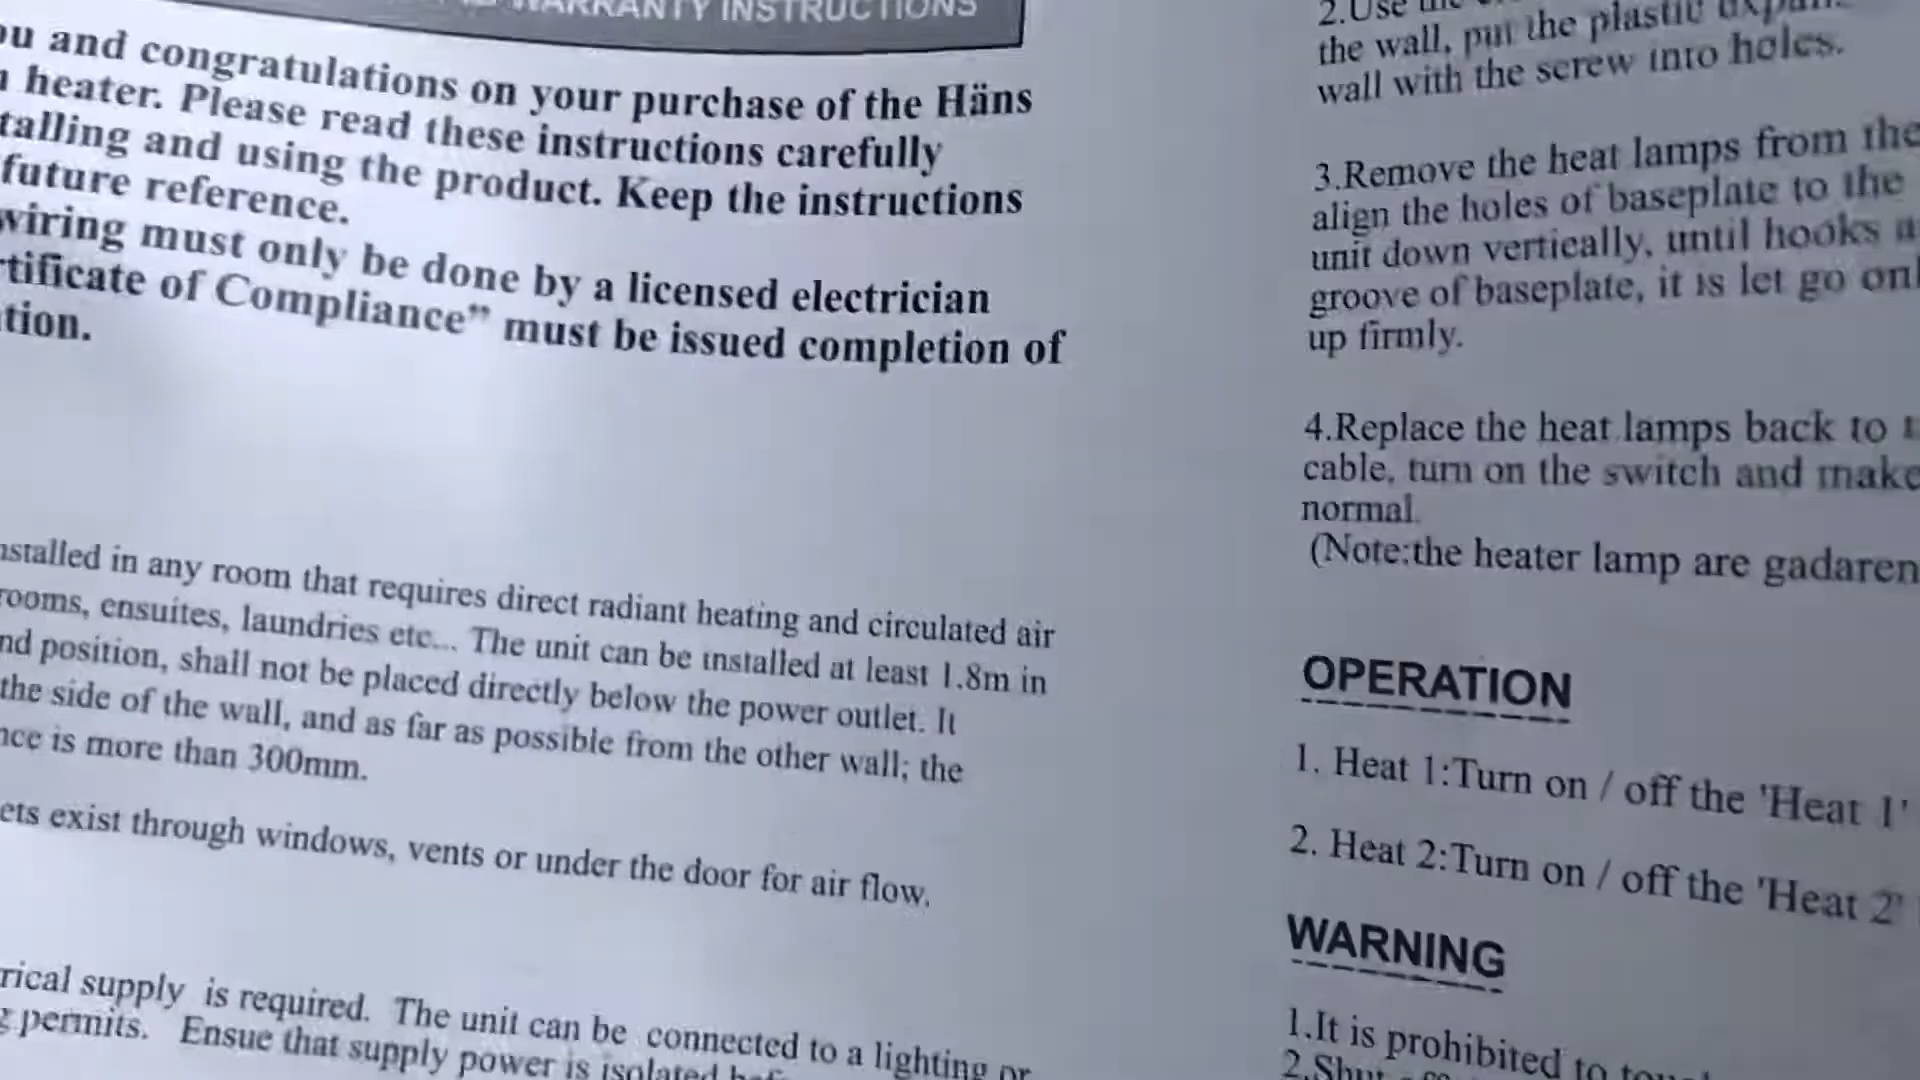 WARRANTY INSTRUCTIONS
and congratulations on your purchase of the Häns
heater. Please read these instructions carefully
and using the product. Keep the instructions
future reference.
wiring must only be done by a licensed electrician
of Compliance” must be issued completion of
in any room that requires direct radiant heating and circulated air
ensuites, laundries etc... The unit can be installed at least 1.8m in
position, shall not be placed directly below the power outlet. It
the side of the wall, and as far as possible from the other wall; the
is more than 300mm.
exist through windows, vents or under the door for air flow.
supply is required. The unit can be connected to a lighting or
permits. Ensue that supply power is isolated
2.Use
the wall, put the plastic
wall with the screw into holes.
3.Remove the heat lamps from the
align the holes of baseplate to the
unit down vertically, until hooks
groove of baseplate, it is let go
up firmly.
4.Replace the heat lamps back to
cable, turn on the switch and make
normal.
(Note:the heater lamp are gadaren
OPERATION
1. Heat 1:Turn on / off the 'Heat 1'
2. Heat 2:Turn on / off the 'Heat 2'
WARNING
1.It is prohibited to
2.Shut